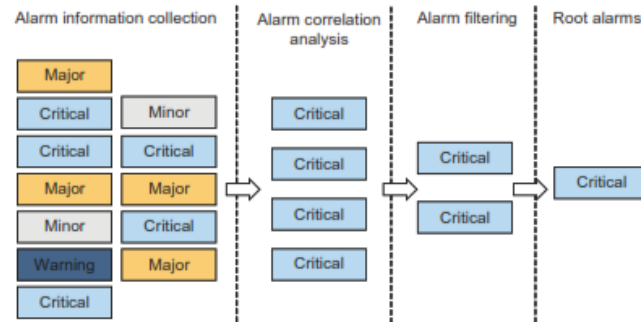 Alarm information collection
Alarm correlation
analysis
Alarm filtering
Root alarms
Major
Critical
Minor
Critical
Critical
Major
Major
Minor
Critical
Warning
Major
Critical
Critical
Critical
Critical
Critical
Critical
Critical
Critical